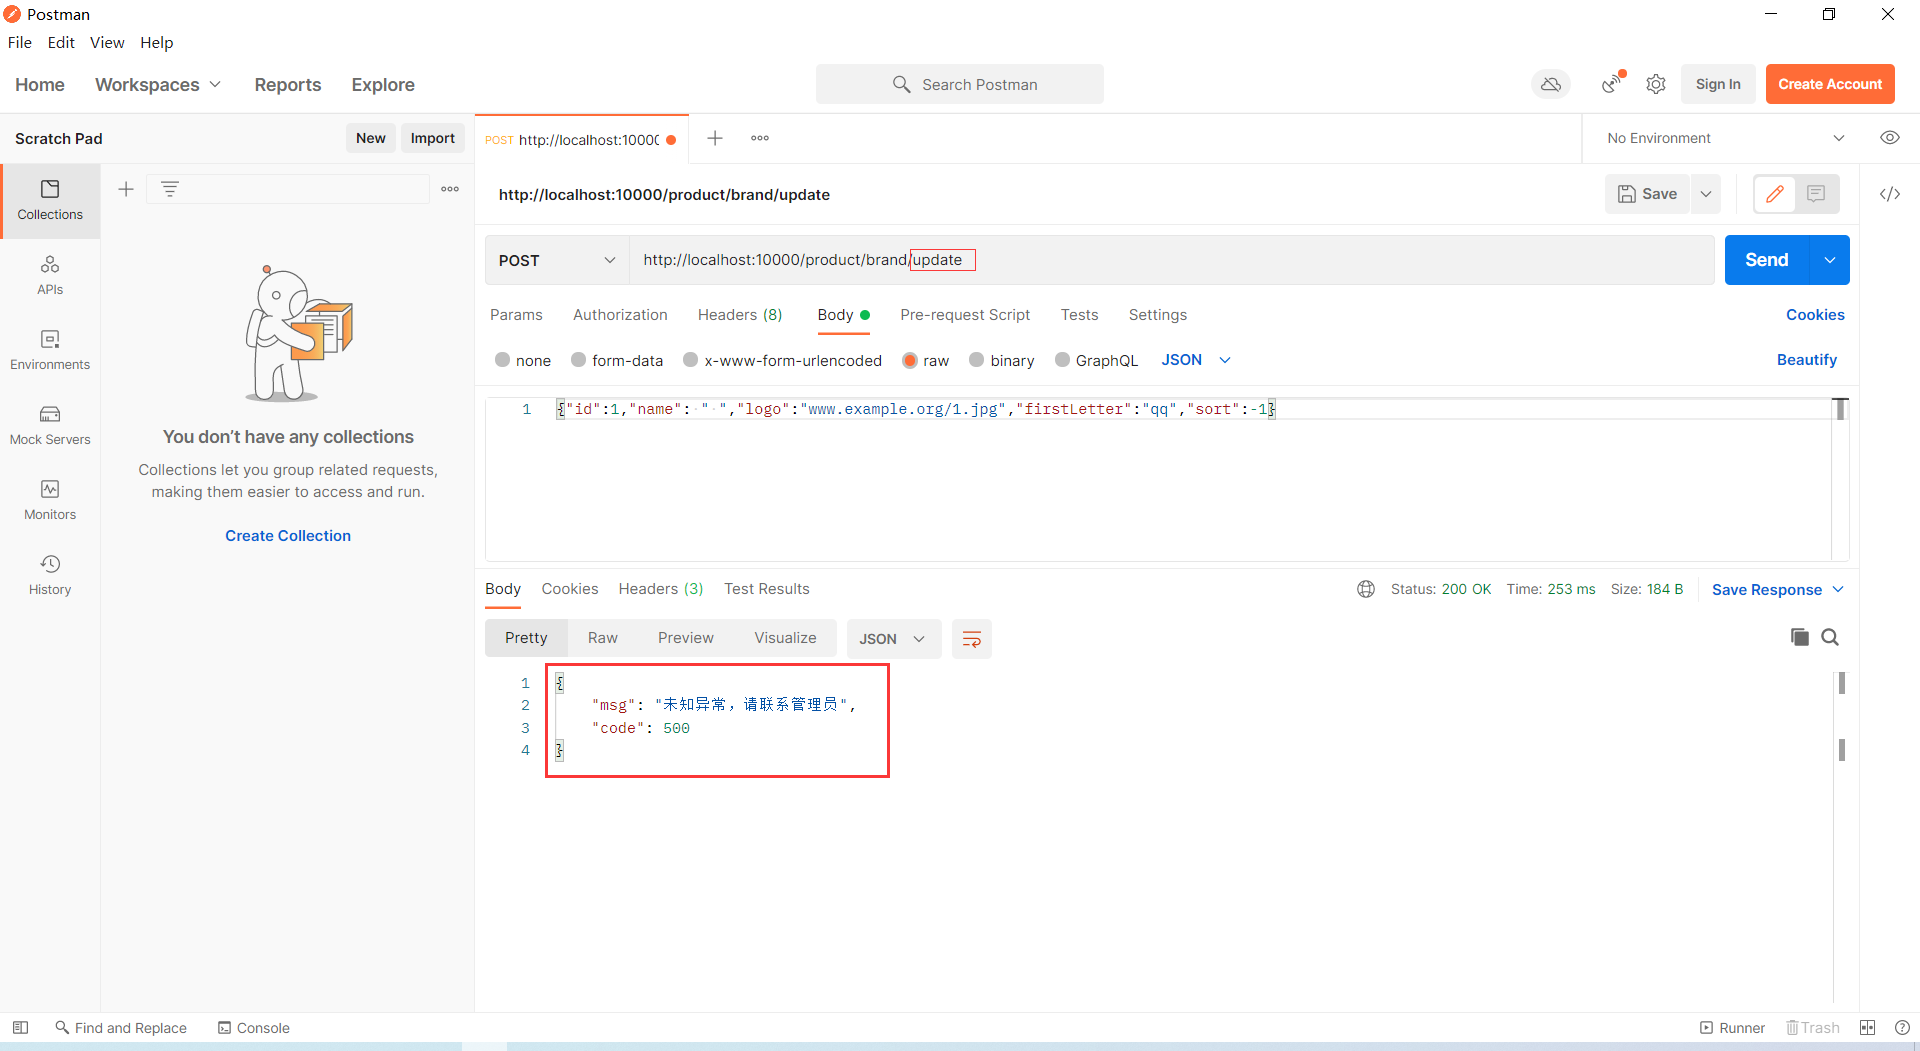 Postman
File Edit View Help
Home Workspaces Reports Explore
Search Postman
Sign In Create Account
Scratch Pad New Import
POST http://localhost:1000(
No Environment
Collections
APIs
Environments
Mock Servers
Monitors
History
You don’t have any collections
Collections let you group related requests,
making them easier to access and run.
Create Collection
http://localhost:10000/product/brand/update
Save
POST http://localhost:10000/product/brand/update
Send
Params Authorization Headers (8) Body Pre-request Script Tests Settings
Cookies
none form-data x-www-form-urlencoded raw binary GraphQL JSON
Beautify
1 {"id":1,"name": " ","logo":"www.example.org/1.jpg","firstLetter":"qq","sort":-1}
Body Cookies Headers (3) Test Results
Status: 200 OK Time: 253 ms Size: 184 B Save Response
Pretty Raw Preview Visualize JSON
1 {
2 "msg": "未知异常，请联系管理员",
3 "code": 500
4 }
Find and Replace Console
Runner Trash